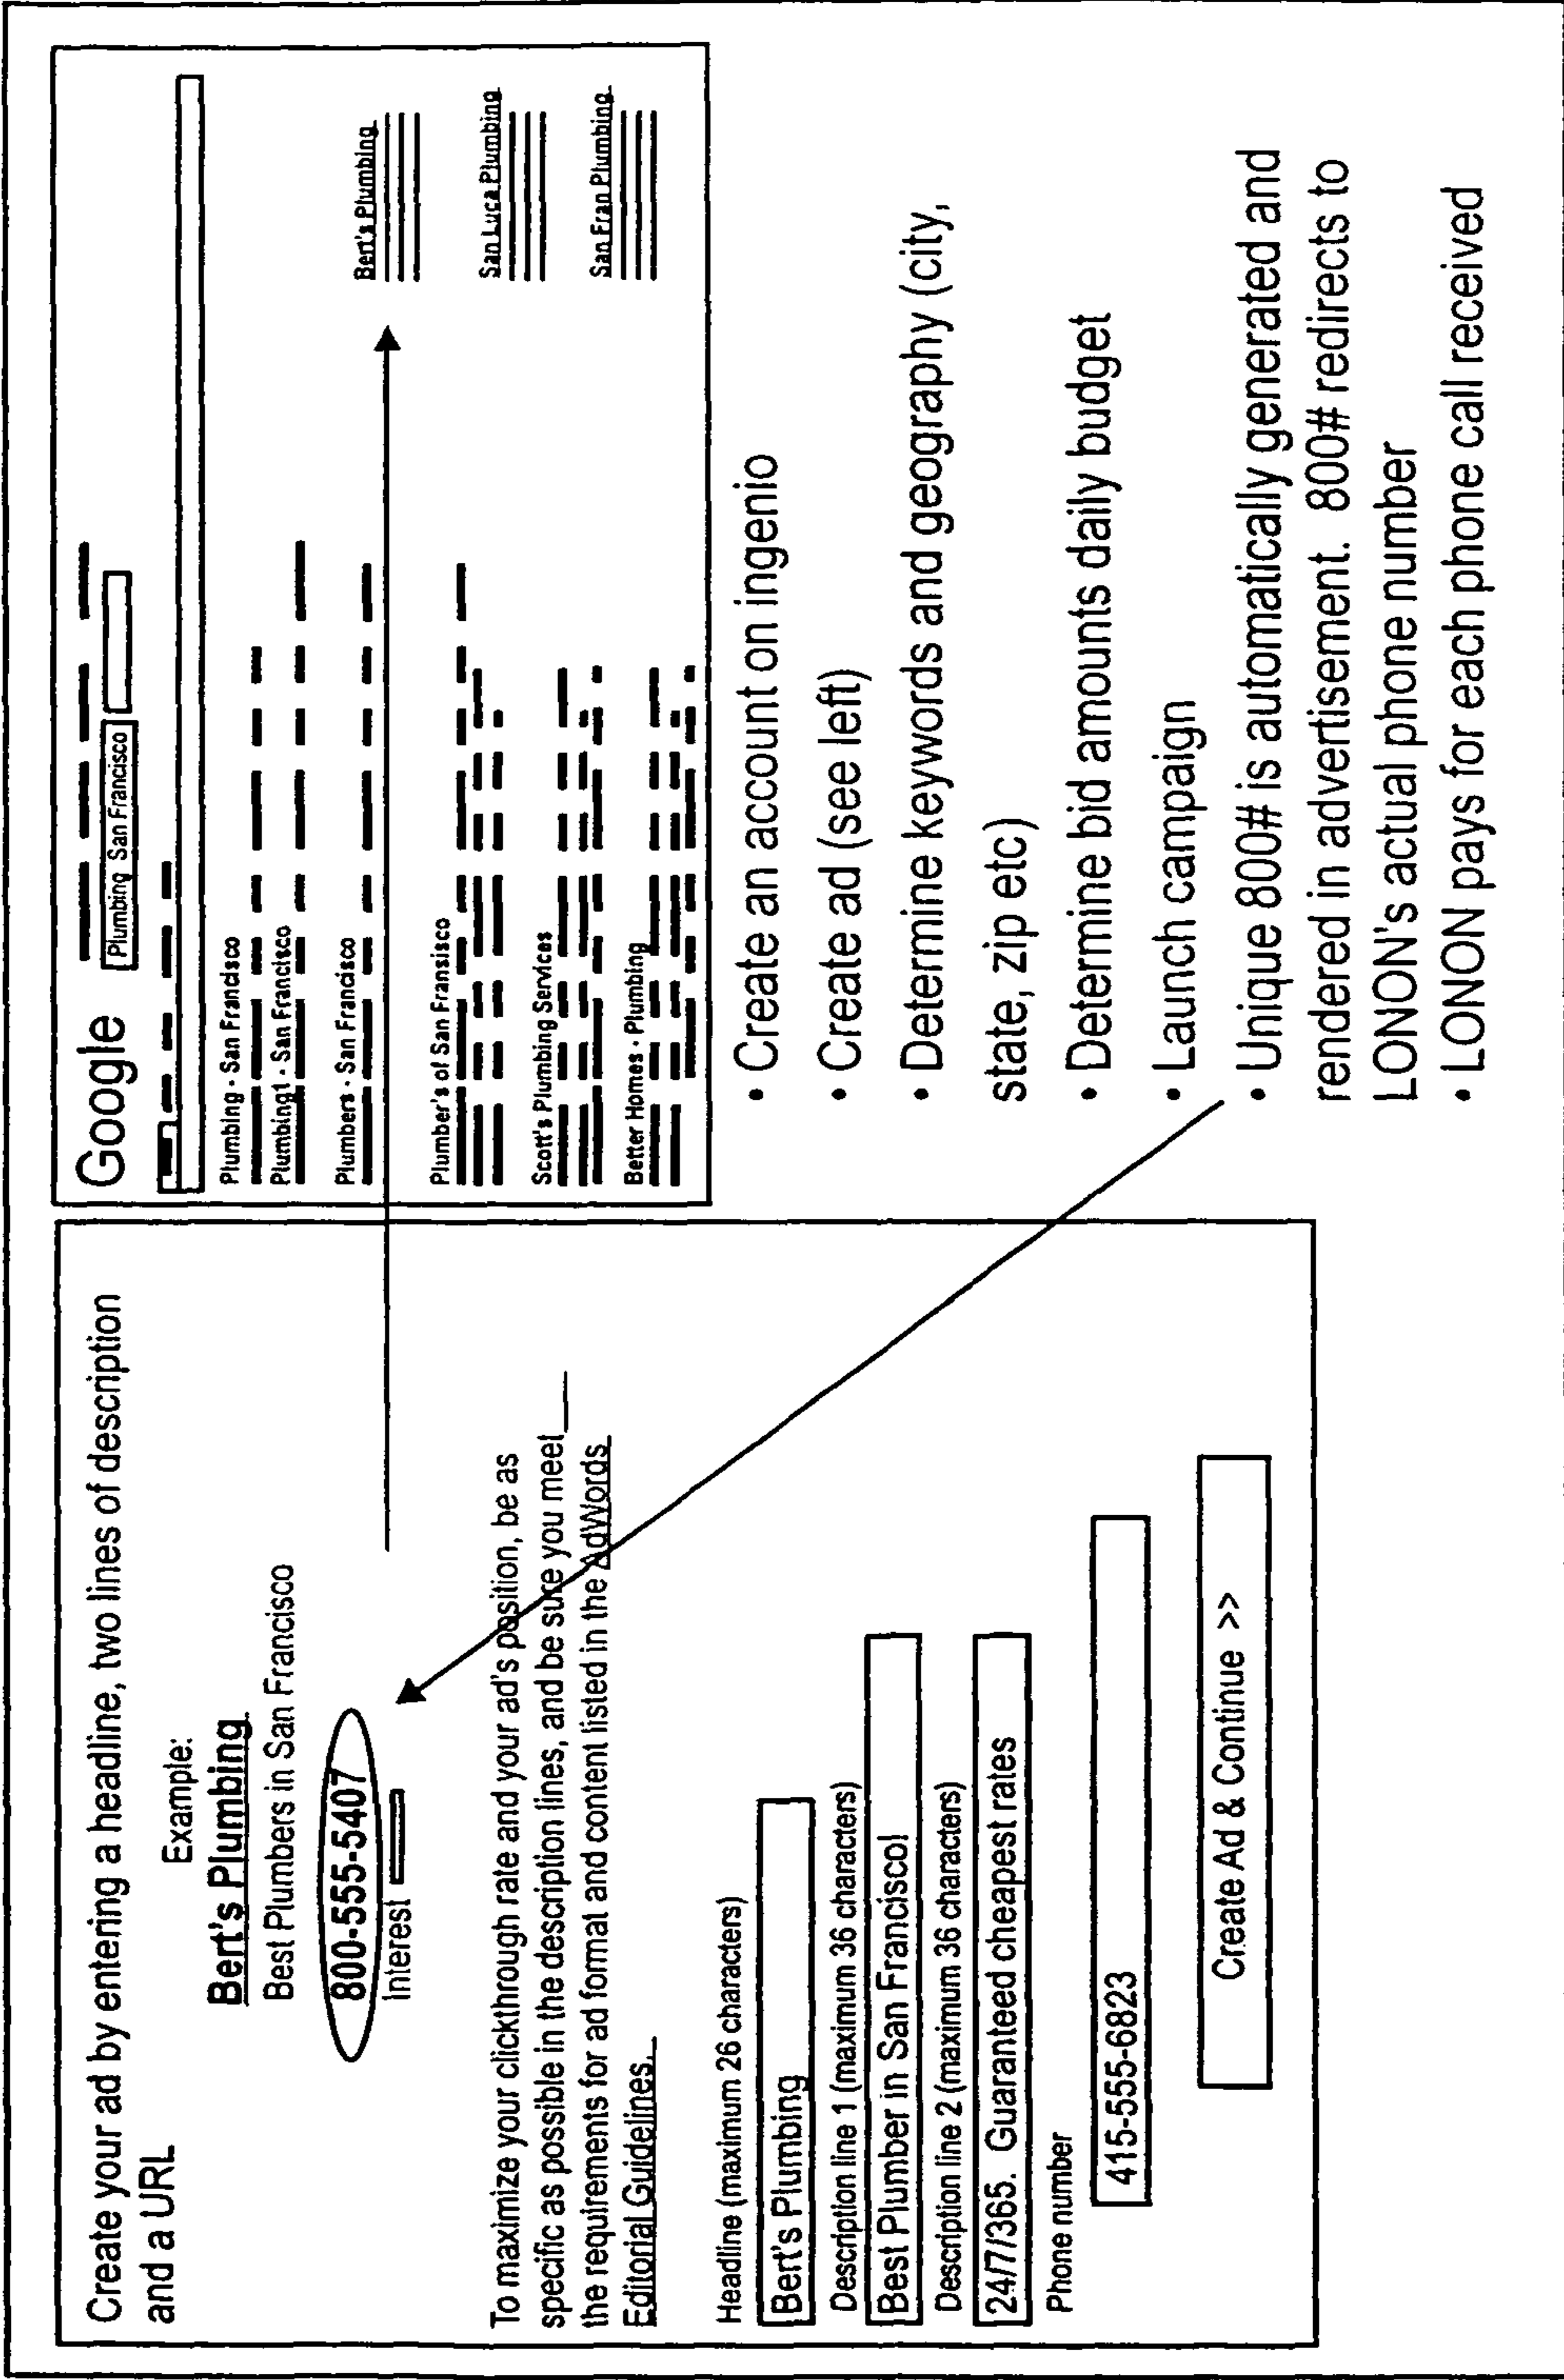 Create your ad by entering a headline, two lines of description
and a URL
Example:
Bert's Plumbing
Best Plumbers in San Francisco
800-555-5407
Interest
To maximize your clickthrough rate and your ad's position, be as
specific as possible in the description lines, and be sure you meet
the requirements for ad format and content listed in the AdWords
Editorial Guidelines.
Headline (maximum 26 characters)
Bert's Plumbing
Description line 1 (maximum 36 characters)
Best Plumber in San Francisco!
Description line 2 (maximum 36 characters)
24/7/365. Guaranteed cheapest rates
Phone number
415-555-6823
Create Ad & Continue >>
Google
Plumbing San Francisco
Plumbing - San Francisco
Plumbingt - San Francisco
Plumbers - San Francisco
Plumber's of San Fransisco
Scott's Plumbing Services
Better Homes - Plumbing
Bert's Plumbing
San Luca Plumbing
San Fran Plumbing
• Create an account on ingenio
• Create ad (see left)
• Determine keywords and geography (city,
state, zip etc)
• Determine bid amounts daily budget
• Launch campaign
• Unique 800# is automatically generated and
rendered in advertisement. 800# redirects to
LONON's actual phone number
• LONON pays for each phone call received